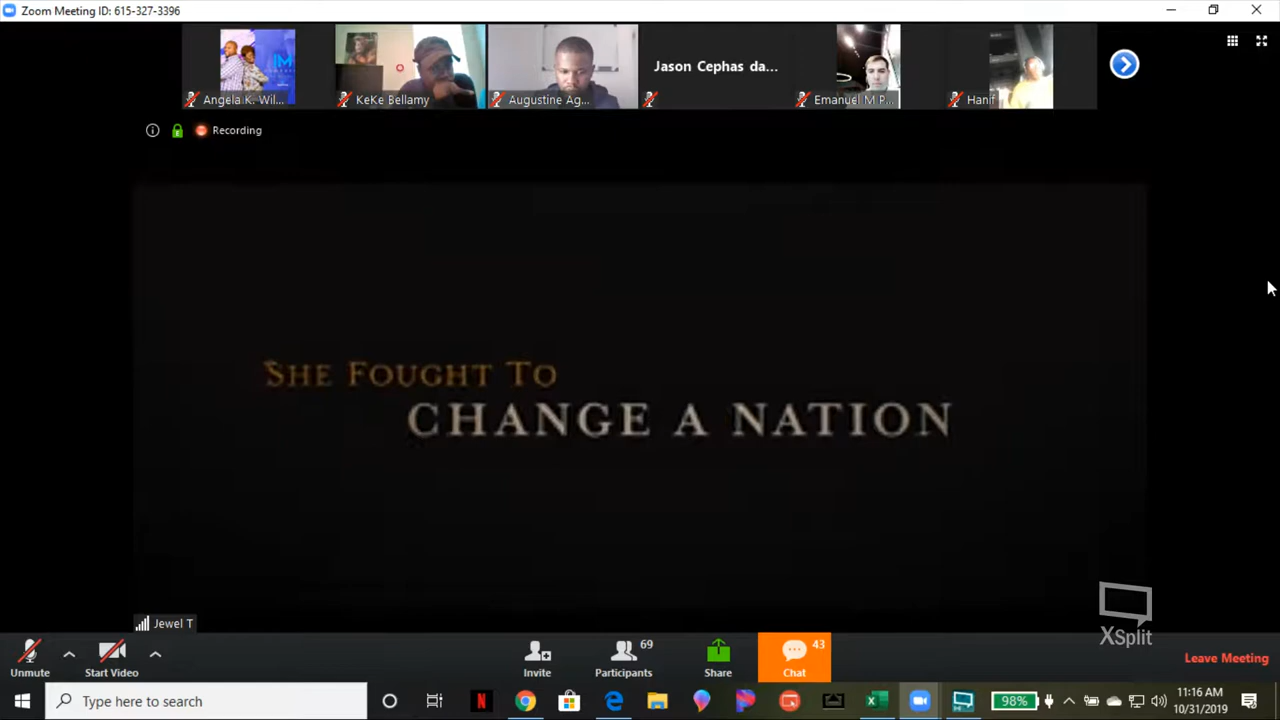 Zoom Meeting ID: 615-327-3396
IM
Angela K. Wil...
KeKe Bellamy
Augustine Ag...
Jason Cephas da...
Emanuel M P...
Hanif
Recording
SHE FOUGHT TO
CHANGE A NATION
XSplit
Jewel T
Unmute
Start Video
Invite
69
Participants
Share
43
Chat
Leave Meeting
Type here to search
98%
11:16 AM
10/31/2019